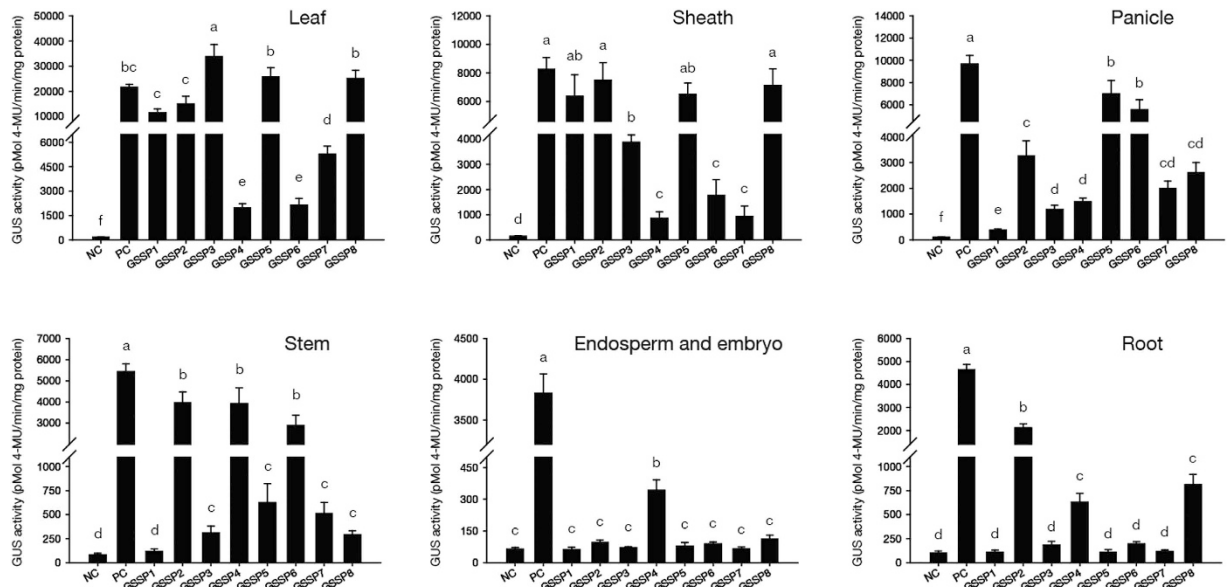 Leaf
GUS activity (pMol 4-MU/min/mg protein)
50000
40000
30000
20000
10000
6000
4500
3000
1500
0
f
bc
c
c
a
e
b
e
d
b
NC
PC
GSSP1
GSSP2
GSSP3
GSSP4
GSSP5
GSSP6
GSSP7
GSSP8
Sheath
GUS activity (pMol 4-MU/min/mg protein)
12000
10000
8000
6000
4000
3000
2000
1000
0
d
a
ab
a
b
c
ab
c
c
a
NC
PC
GSSP1
GSSP2
GSSP3
GSSP4
GSSP5
GSSP6
GSSP7
GSSP8
Panicle
GUS activity (pMol 4-MU/min/mg protein)
14000
12000
10000
8000
6000
4000
3000
2000
1000
0
f
a
e
c
d
d
b
b
cd
cd
NC
PC
GSSP1
GSSP2
GSSP3
GSSP4
GSSP5
GSSP6
GSSP7
GSSP8
Stem
GUS activity (pMol 4-MU/min/mg protein)
7000
6000
5000
4000
3000
1000
750
500
250
0
d
a
d
b
c
b
c
b
c
c
NC
PC
GSSP1
GSSP2
GSSP3
GSSP4
GSSP5
GSSP6
GSSP7
GSSP8
Endosperm and embryo
GUS activity (pMol 4-MU/min/mg protein)
4500
4000
3750
450
300
150
0
c
a
c
c
c
b
c
c
c
c
NC
PC
GSSP1
GSSP2
GSSP3
GSSP4
GSSP5
GSSP6
GSSP7
GSSP8
Root
GUS activity (pMol 4-MU/min/mg protein)
6000
5000
4000
3000
2000
1000
750
500
250
0
d
a
d
b
d
c
d
d
d
c
NC
PC
GSSP1
GSSP2
GSSP3
GSSP4
GSSP5
GSSP6
GSSP7
GSSP8